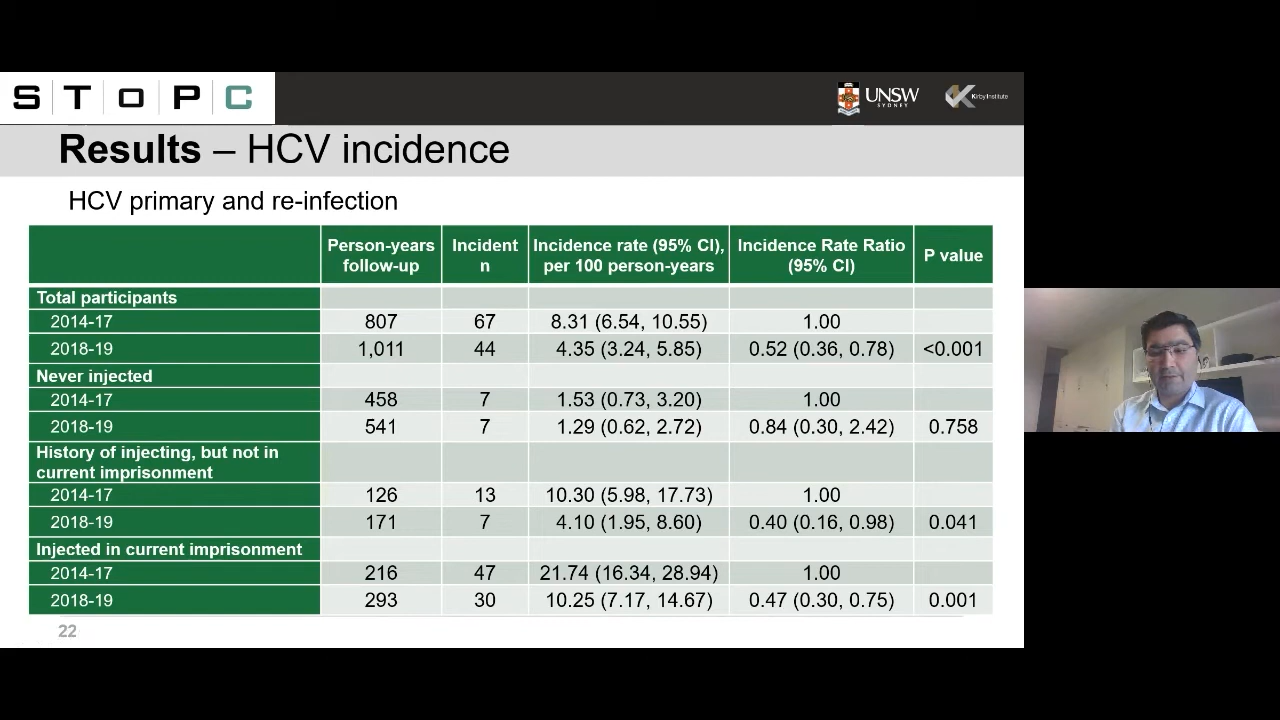 S T O P C
UNSW
SYDNEY
Kirby Institute
Results – HCV incidence
HCV primary and re-infection
Person-years follow-up Incident n Incidence rate (95% CI), per 100 person-years Incidence Rate Ratio (95% CI) P value
Total participants
2014-17 807 67 8.31 (6.54, 10.55) 1.00
2018-19 1,011 44 4.35 (3.24, 5.85) 0.52 (0.36, 0.78) <0.001
Never injected
2014-17 458 7 1.53 (0.73, 3.20) 1.00
2018-19 541 7 1.29 (0.62, 2.72) 0.84 (0.30, 2.42) 0.758
History of injecting, but not in
current imprisonment
2014-17 126 13 10.30 (5.98, 17.73) 1.00
2018-19 171 7 4.10 (1.95, 8.60) 0.40 (0.16, 0.98) 0.041
Injected in current imprisonment
2014-17 216 47 21.74 (16.34, 28.94) 1.00
2018-19 293 30 10.25 (7.17, 14.67) 0.47 (0.30, 0.75) 0.001
22